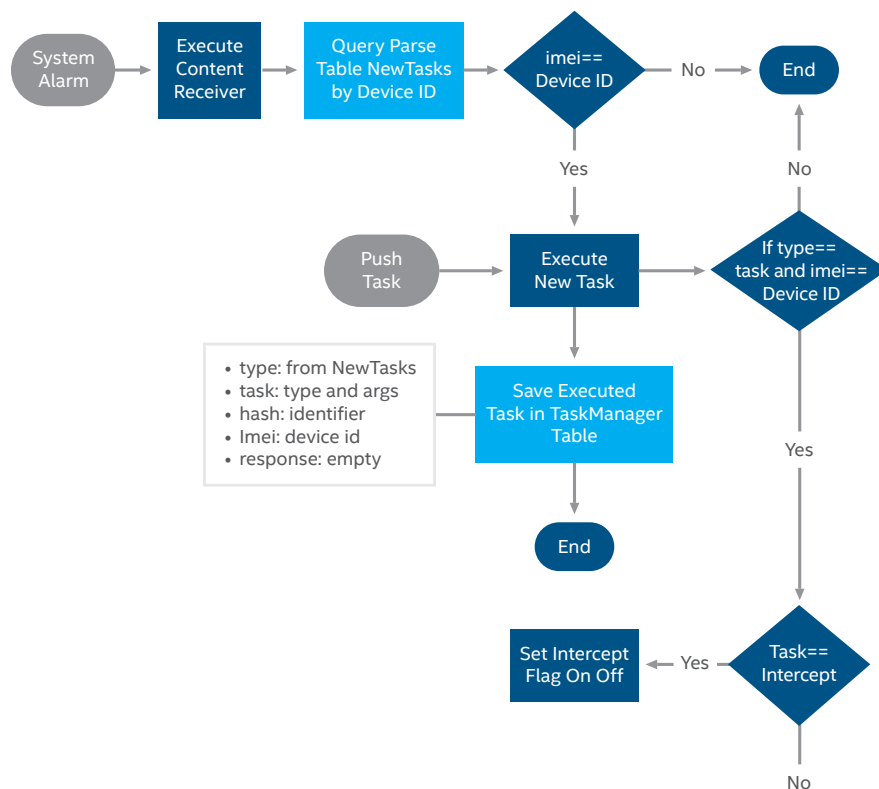 System
Alarm
Execute
Content
Receiver
Query Parse
Table NewTasks
by Device ID
imei==
Device ID
No
End
Yes
No
Push
Task
Execute
New Task
If type==
task and imei==
Device ID
• type: from NewTasks
• task: type and args
• hash: identifier
• Imei: device id
• response: empty
Save Executed
Task in TaskManager
Table
Yes
End
Set Intercept
Flag On Off
Yes
Task==
Intercept
No